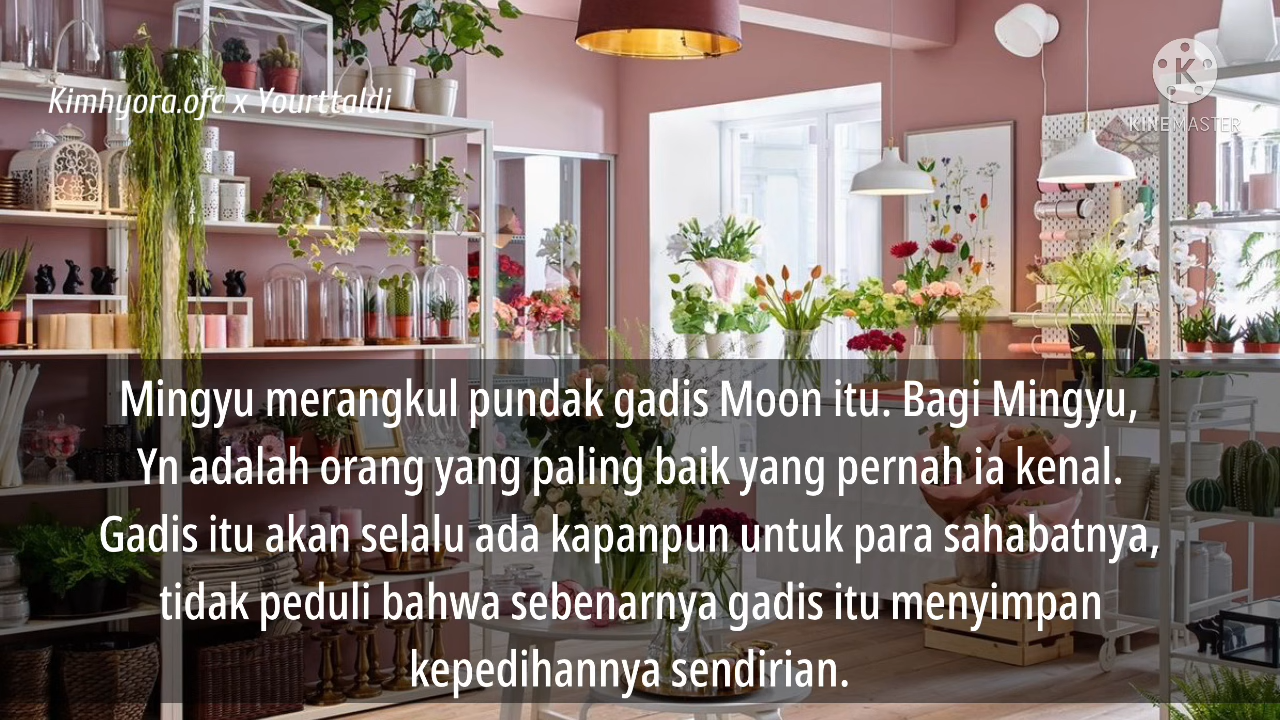 Kimhyora.ofc x Yourttaldi
K
KINEMASTER
Mingyu merangkul pundak gadis Moon itu. Bagi Mingyu,
Yn adalah orang yang paling baik yang pernah ia kenal.
Gadis itu akan selalu ada kapanpun untuk para sahabatnya,
tidak peduli bahwa sebenarnya gadis itu menyimpan
kepedihannya sendirian.